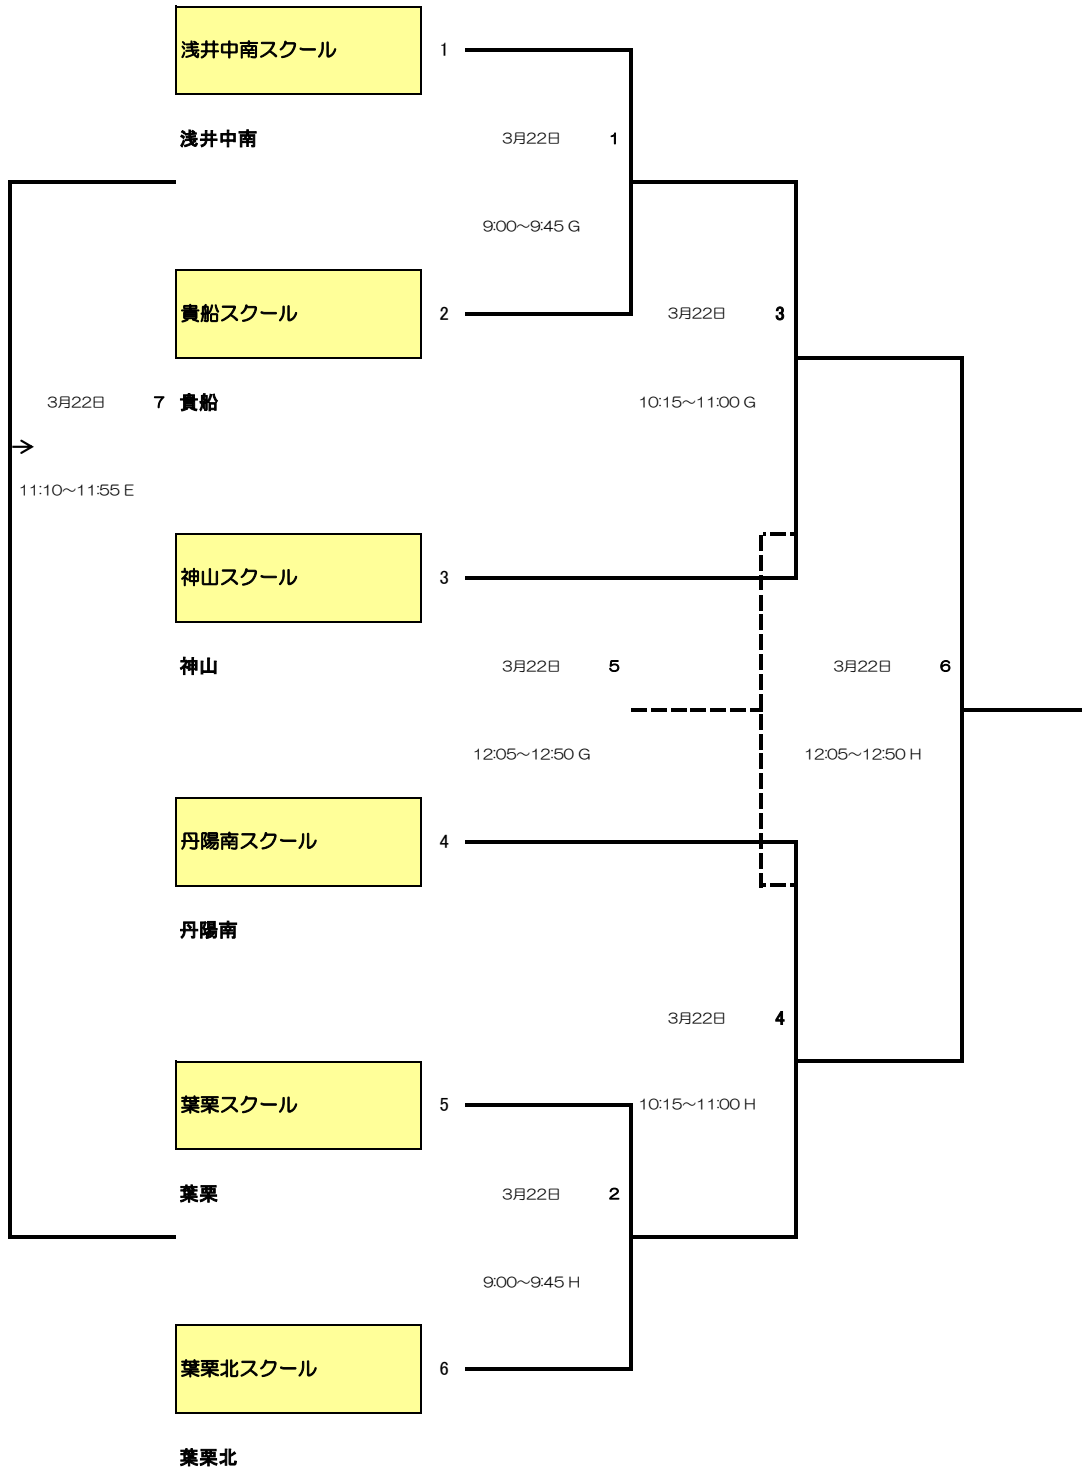 浅井中南スクール 1
浅井中南 3月22日 1
9:00～9:45 G
貴船スクール 2 3月22日 3
3月22日 7 貴船 10:15～11:00 G
11:10～11:55 E
神山スクール 3
神山 3月22日 5 3月22日 6
12:05～12:50 G 12:05～12:50 H
丹陽南スクール 4
丹陽南
3月22日 4
葉栗スクール 5 10:15～11:00 H
葉栗 3月22日 2
9:00～9:45 H
葉栗北スクール 6
葉栗北